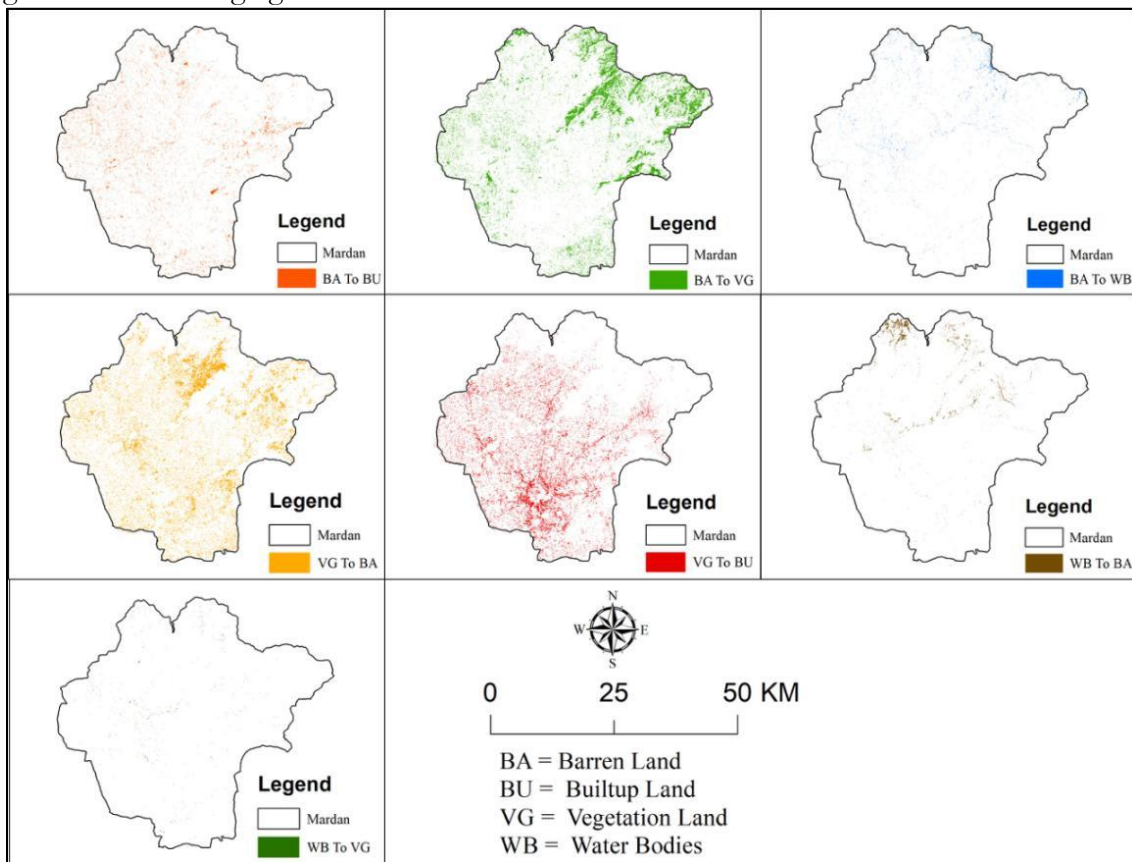 Legend
Mardan
BA To BU
Legend
Mardan
BA To VG
Legend
Mardan
BA To WB
Legend
Mardan
VG To BA
Legend
Mardan
VG To BU
Legend
Mardan
WB To BA
Legend
Mardan
WB To VG
N
W E
S
0 25 50 KM
BA = Barren Land
BU = Builtup Land
VG = Vegetation Land
WB = Water Bodies